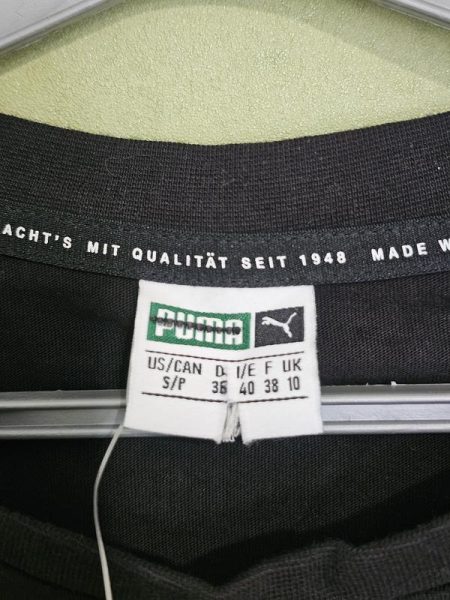 ACHT'S MIT QUALITÄT SEIT 1948 MADE W
PUMA
US/CAN D I/E F UK
S/P 36 40 38 10